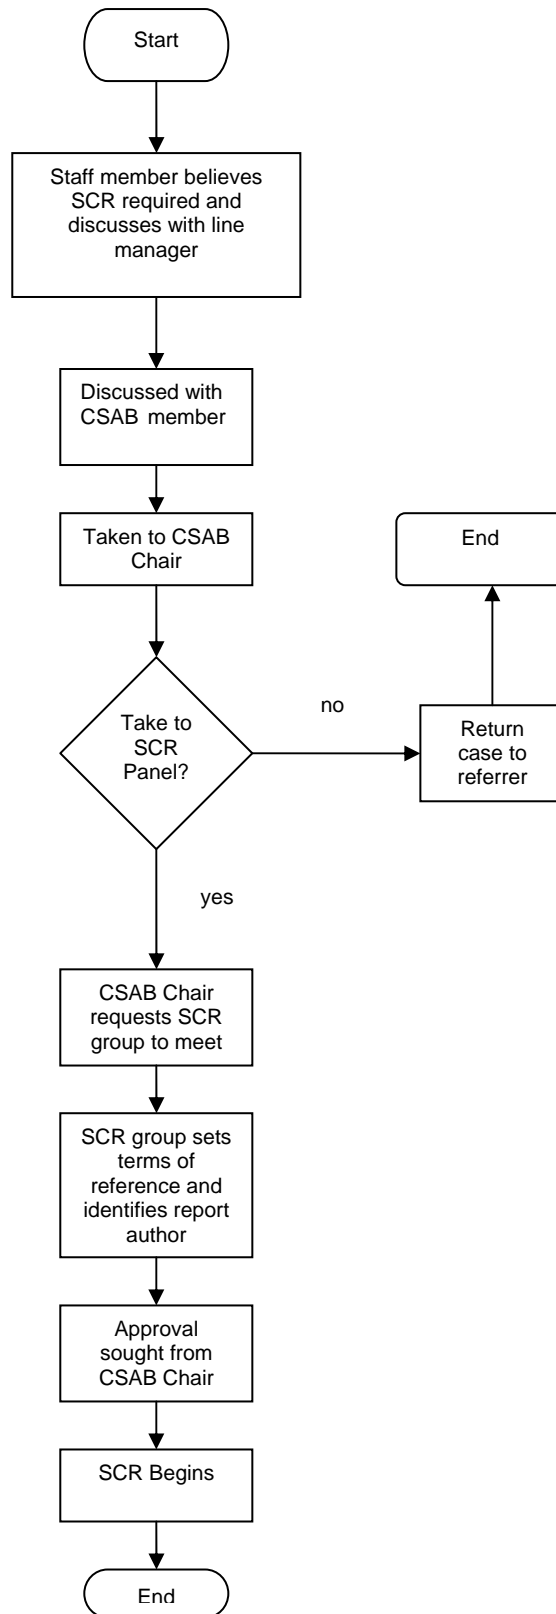 Start
Staff member believes
SCR required and
discusses with line
manager
Discussed with
CSAB member
Taken to CSAB
Chair
End
Take to
SCR
Panel?
no
Return
case to
referrer
yes
CSAB Chair
requests SCR
group to meet
SCR group sets
terms of
reference and
identifies report
author
Approval
sought from
CSAB Chair
SCR Begins
End